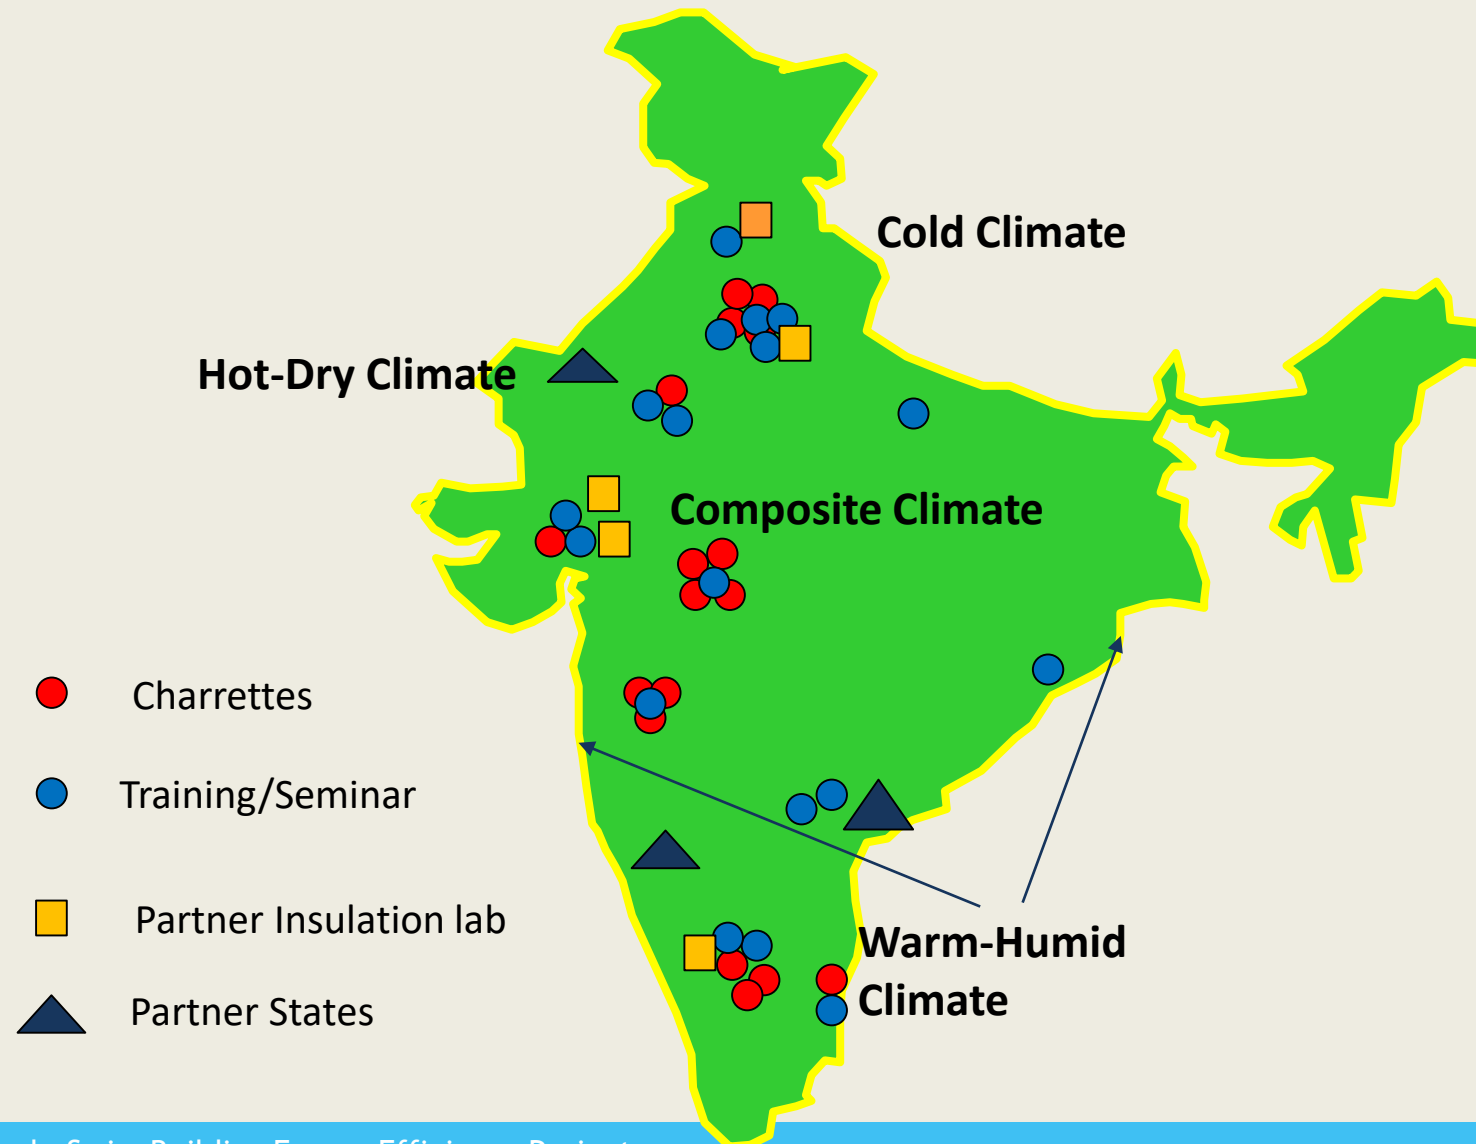 Cold Climate
Hot-Dry Climate
Composite Climate
Charrettes
Training/Seminar
Partner Insulation lab
Partner States
Warm-Humid
Climate